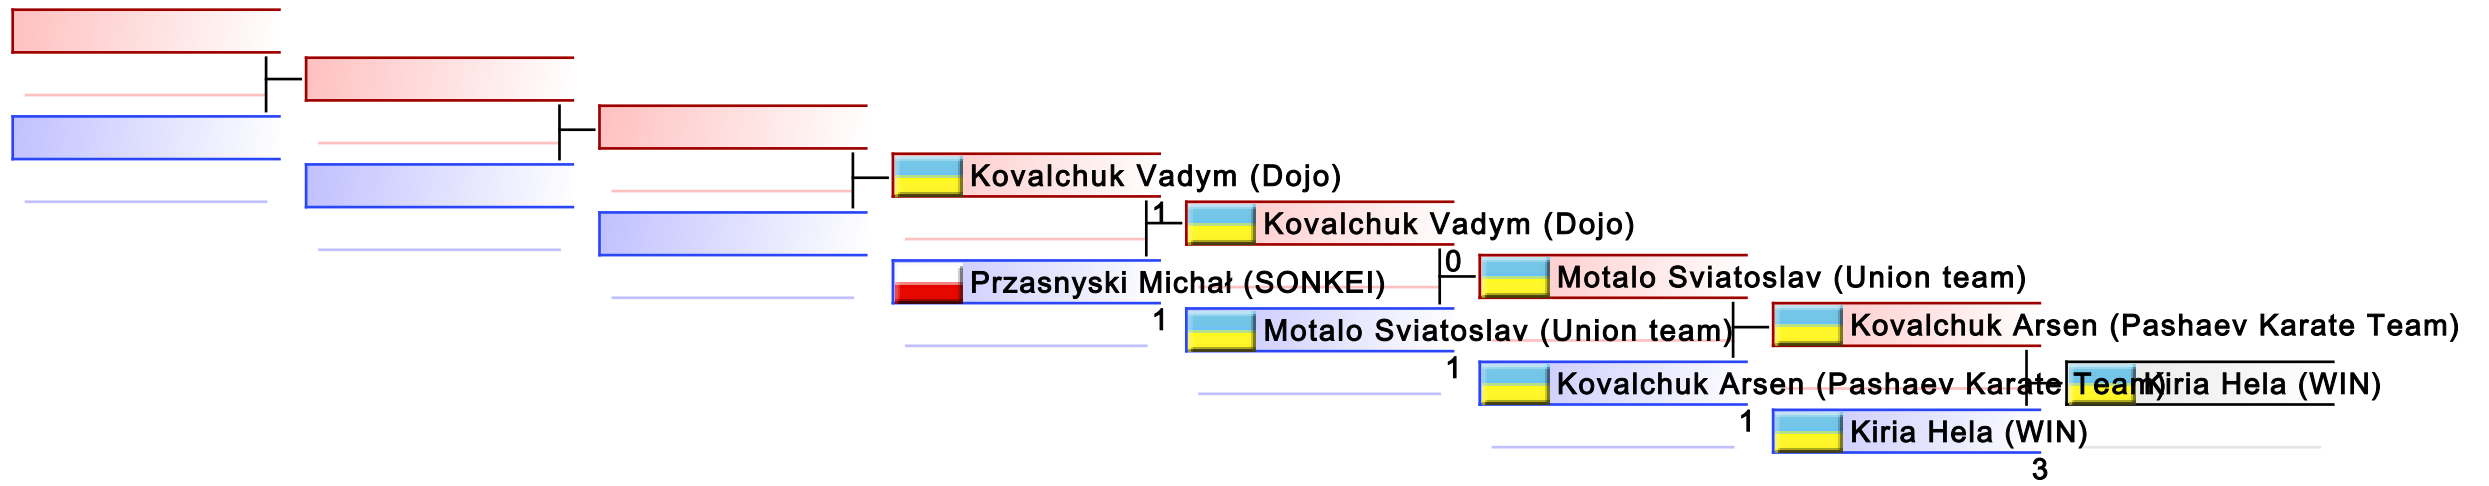 Kovalchuk Vadym (Dojo)
1
Kovalchuk Vadym (Dojo)
0
Przasnyski Michał (SONKEI)
1
Motalo Sviatoslav (Union team)
Motalo Sviatoslav (Union team)
1
Kovalchuk Arsen (Pashaev Karate Team)
Kovalchuk Arsen (Pashaev Karate Team)
1
Kiria Hela (WIN)
Kiria Hela (WIN)
3